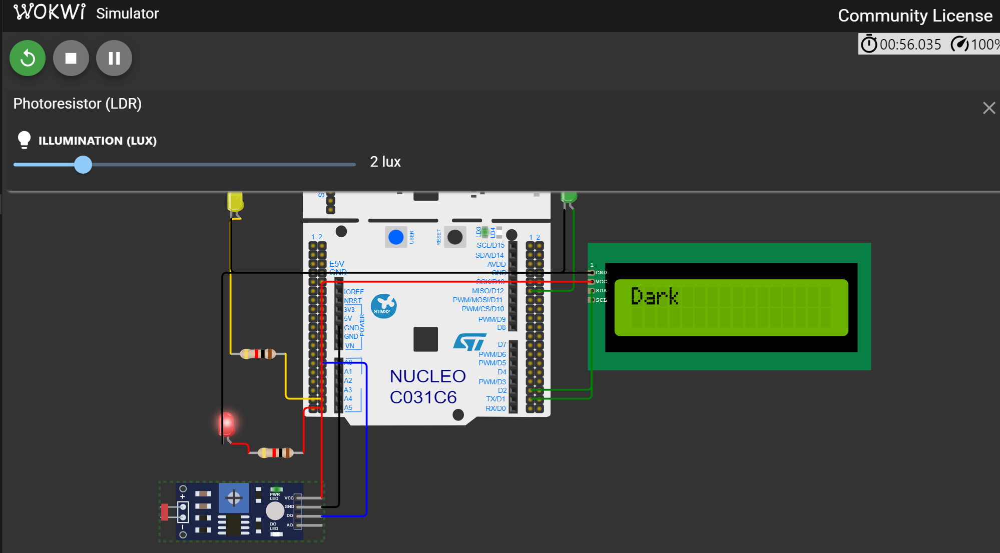 WOKWi Simulator
Community License
00:56.035 100%
Photoresistor (LDR)
ILLUMINATION (LUX)
2 lux
S
USER
RESET
LD3
LD4
1 2
1 2
SCL/D15
SDA/D14
AVDD
GND
SCK/D13
MISO/D12
PWM/MOSI/D11
PWM/CS/D10
PWM/D9
D8
E5V
GND
IOREF
NRST
3V3
5V
GND
GND
VN
POWER
STM32
D7
PWM/D6
PWM/D5
D4
PWM/D3
D2
TX/D1
RX/D0
A0
A1
A2
A3
A4
A5
NUCLEO
C031C6
1
GND
VCC
SDA
SCL
Dark
PWR
LED
VCC
GND
DO
AO
DO
LED
+